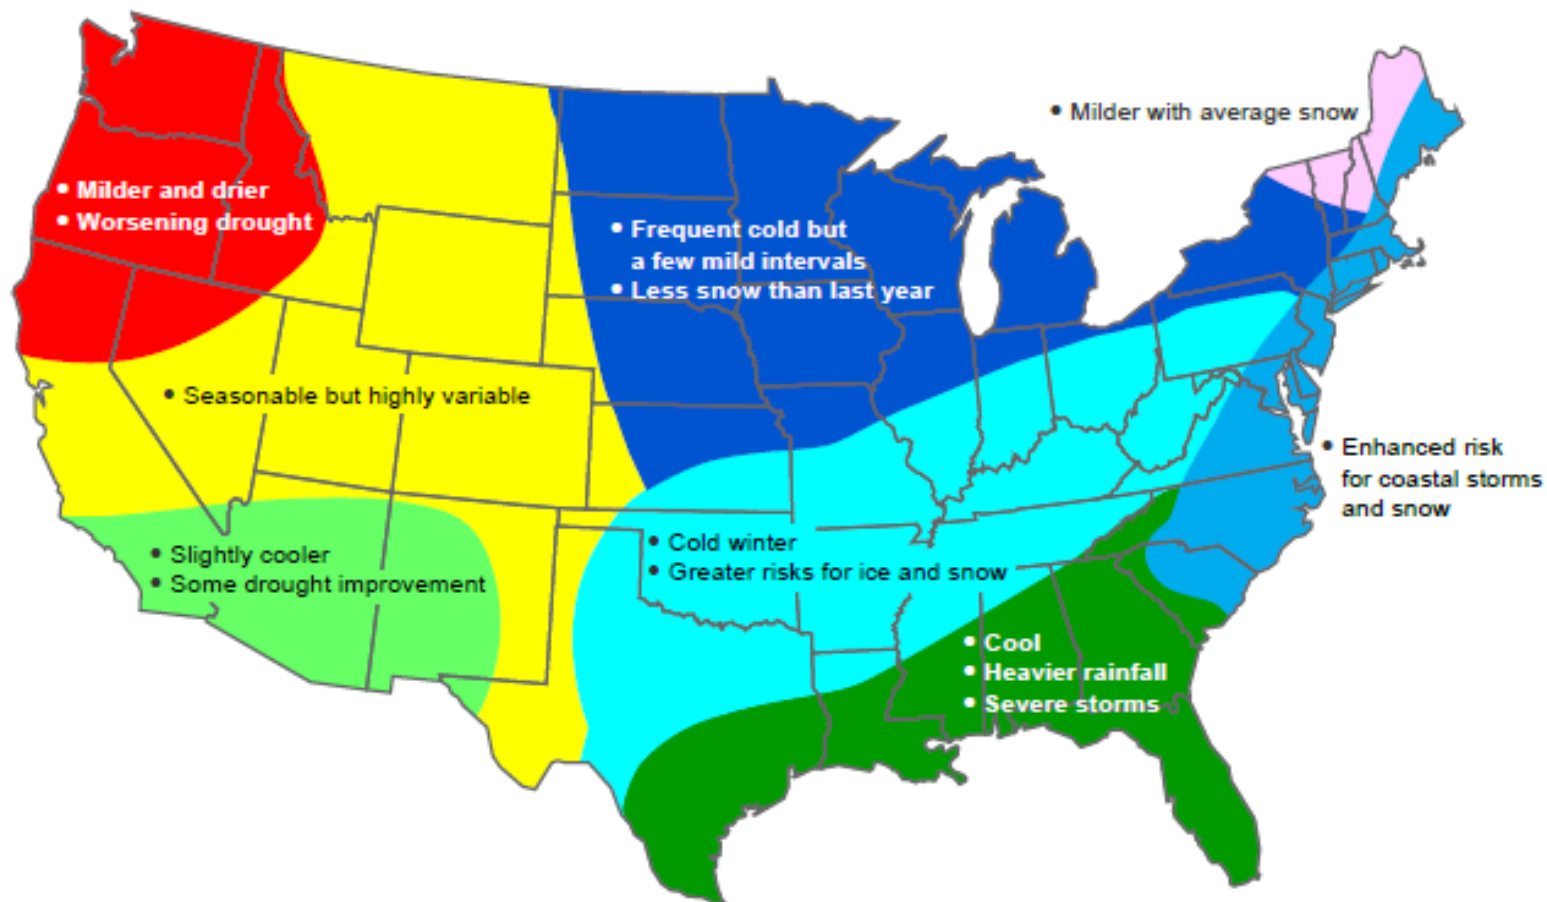 • Milder with average snow
• Milder and drier
• Worsening drought
• Frequent cold but
a few mild intervals
• Less snow than last year
• Seasonable but highly variable
• Enhanced risk
for coastal storms
and snow
• Slightly cooler
• Some drought improvement
• Cold winter
• Greater risks for ice and snow
• Cool
• Heavier rainfall
• Severe storms